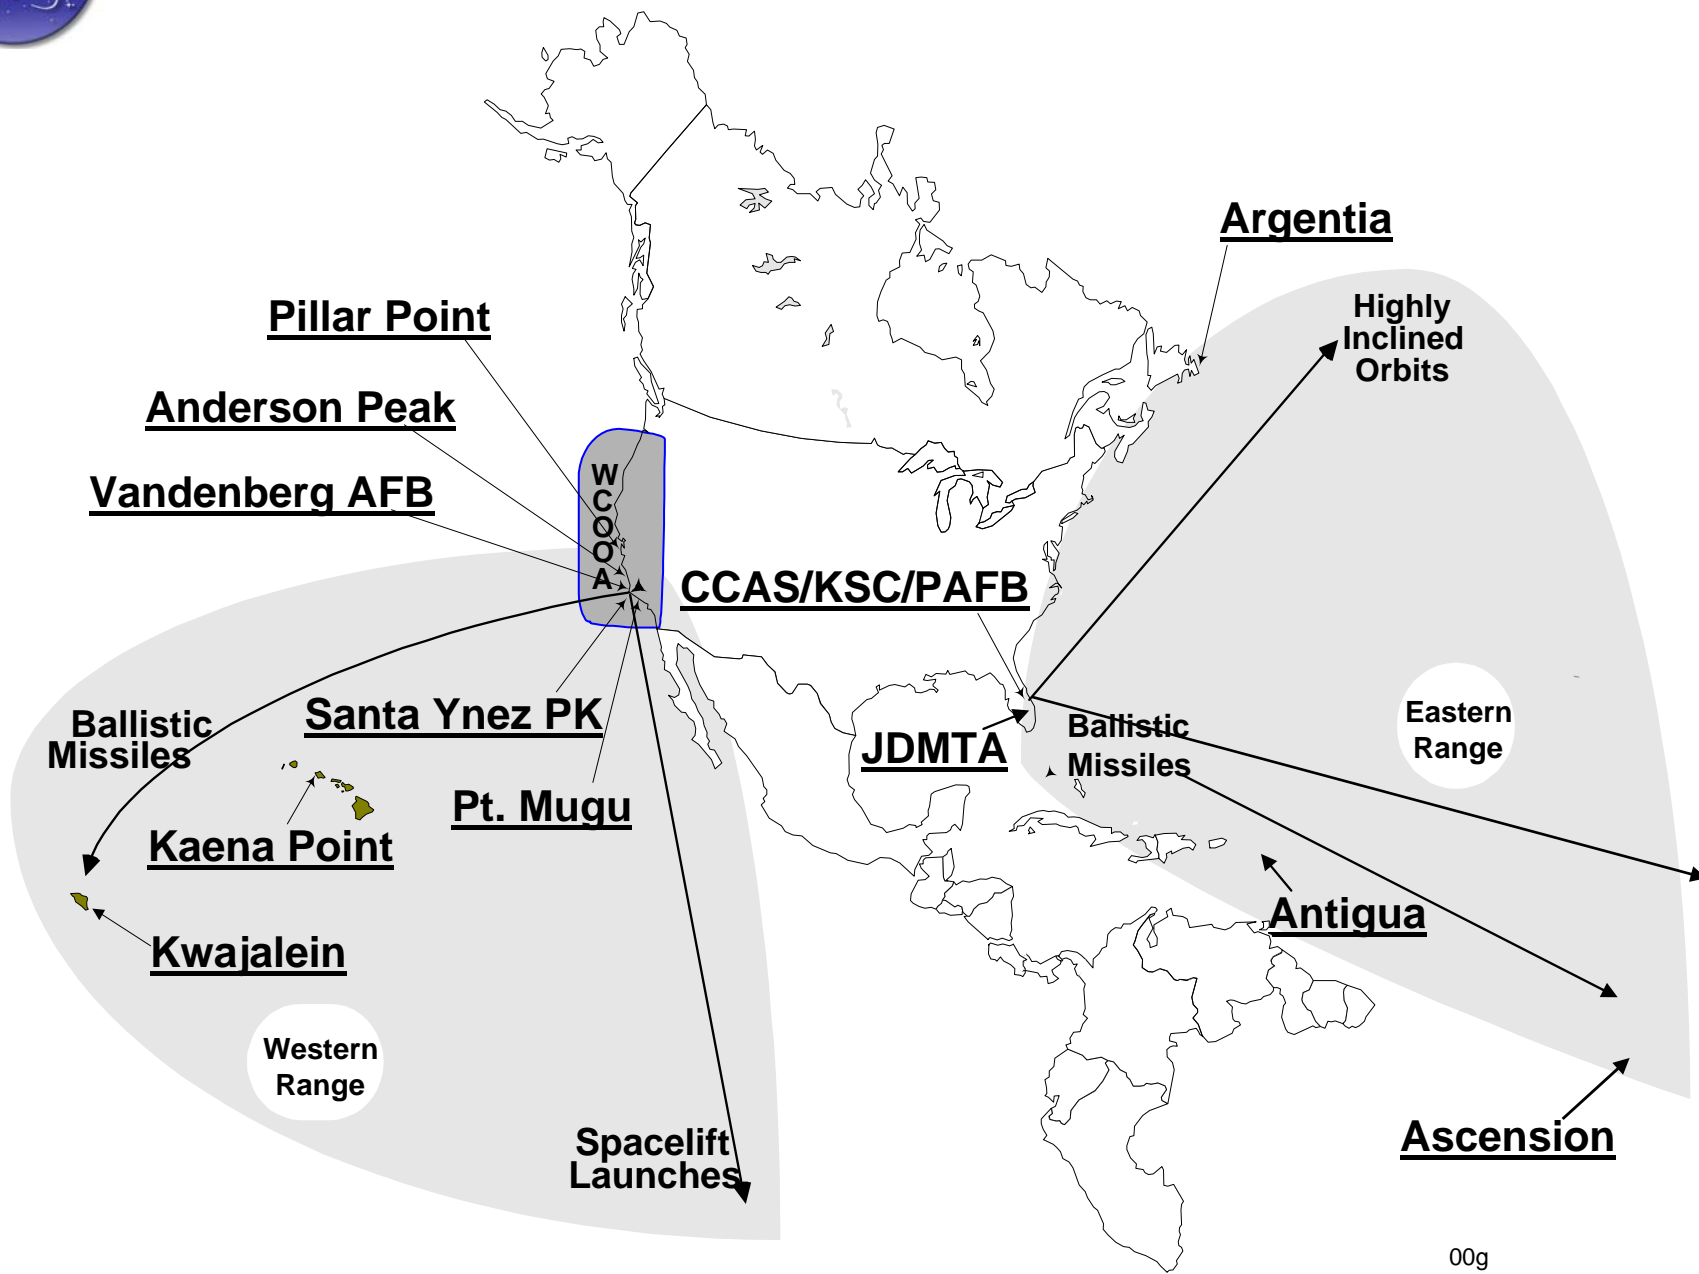 Argentia
Highly
Inclined
Orbits
Pillar Point
Anderson Peak
Vandenberg AFB
W
C
O
O
A
CCAS/KSC/PAFB
Santa Ynez PK
Ballistic
Missiles
JDMTA
Ballistic
Missiles
Eastern
Range
Pt. Mugu
Kaena Point
Antigua
Kwajalein
Western
Range
Spacelift
Launches
Ascension
00g